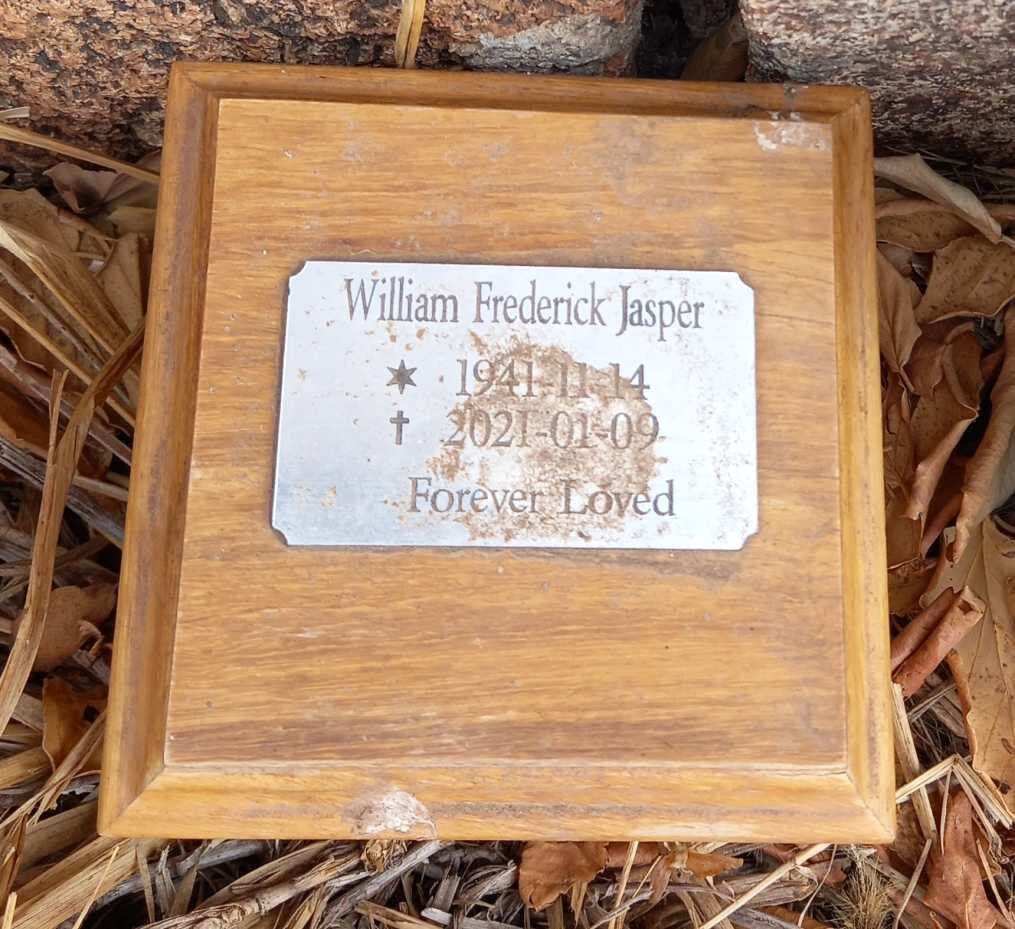 William Frederick Jasper
✶ 1941-11-14
✝ 2021-01-09
Forever Loved